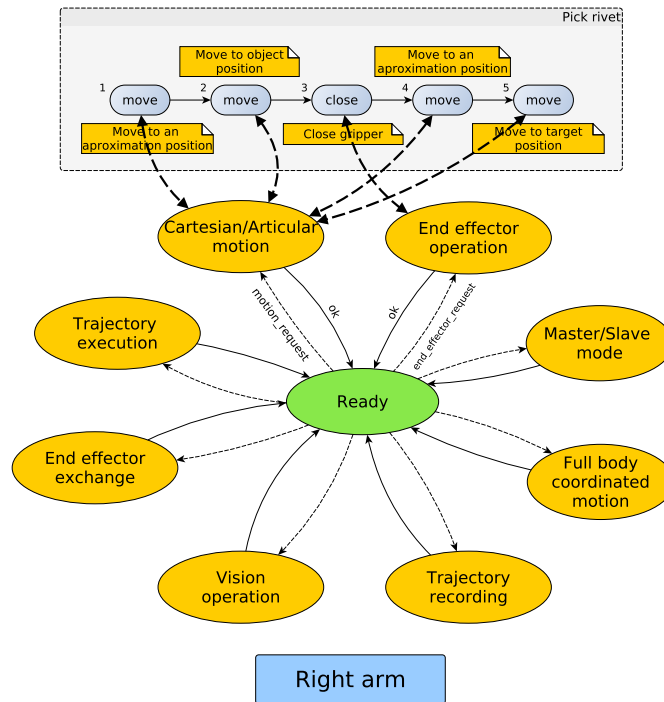 Pick rivet
Move to object
position
Move to an
aproximation position
1
move
2
move
3
close
4
move
5
move
Move to an
aproximation position
Close gripper
Move to target
position
Cartesian/Articular
motion
End effector
operation
motion_request
ok
ok
end_effector_request
Trajectory
execution
Master/Slave
mode
Ready
End effector
exchange
Full body
coordinated
motion
Vision
operation
Trajectory
recording
Right arm